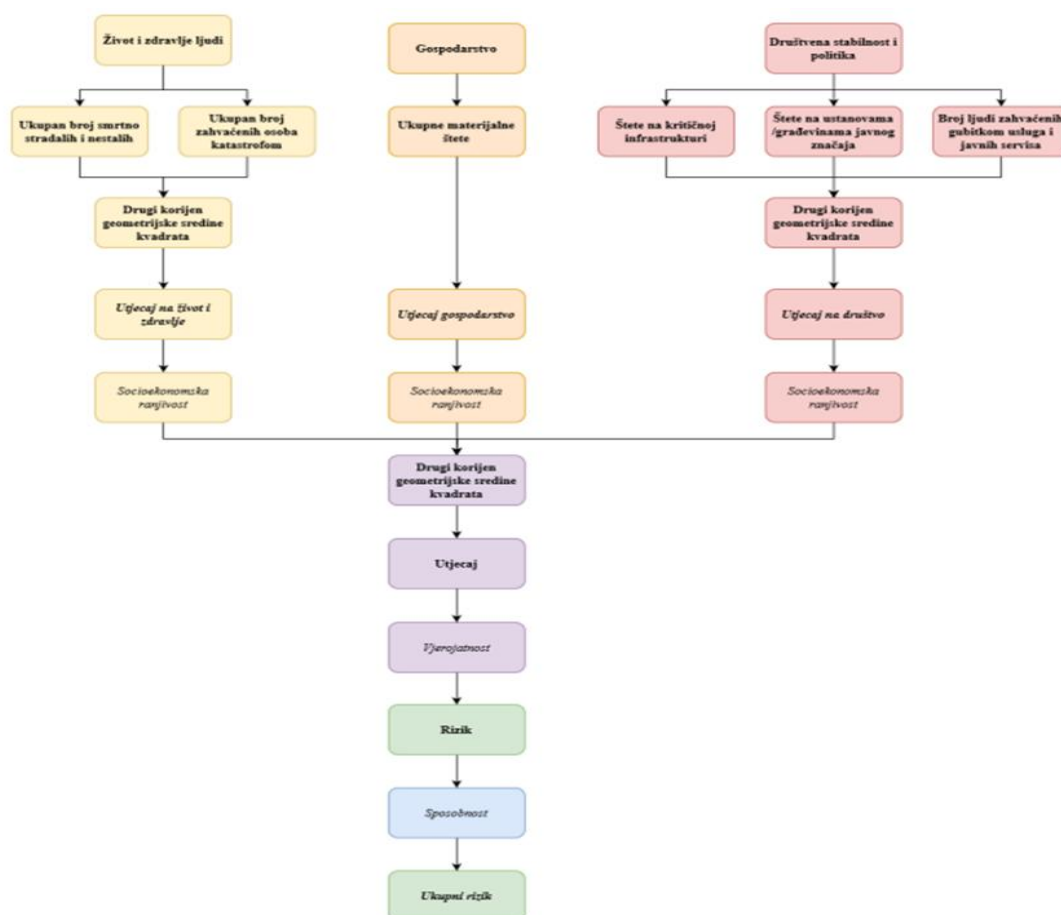 Život i zdravlje ljudi
Gospodarstvo
Društvena stabilnost i
politika
Ukupan broj smrtno
stradalih i nestalih
Ukupan broj
zahvaćenih osoba
katastrofom
Ukupne materijalne
štete
Štete na kritičnoj
infrastrukturi
Štete na ustanovama
/građevinama javnog
značaja
Broj ljudi zahvaćenih
gubitkom usluga i
javnih servisa
Drugi korijen
geometrijske sredine
kvadrata
Drugi korijen
geometrijske sredine
kvadrata
Utjecaj na život i
zdravlje
Utjecaj gospodarstvo
Utjecaj na društvo
Socioekonomska
ranjivost
Socioekonomska
ranjivost
Socioekonomska
ranjivost
Drugi korijen
geometrijske sredine
kvadrata
Utjecaj
Vjerojatnost
Rizik
Sposobnost
Ukupni rizik